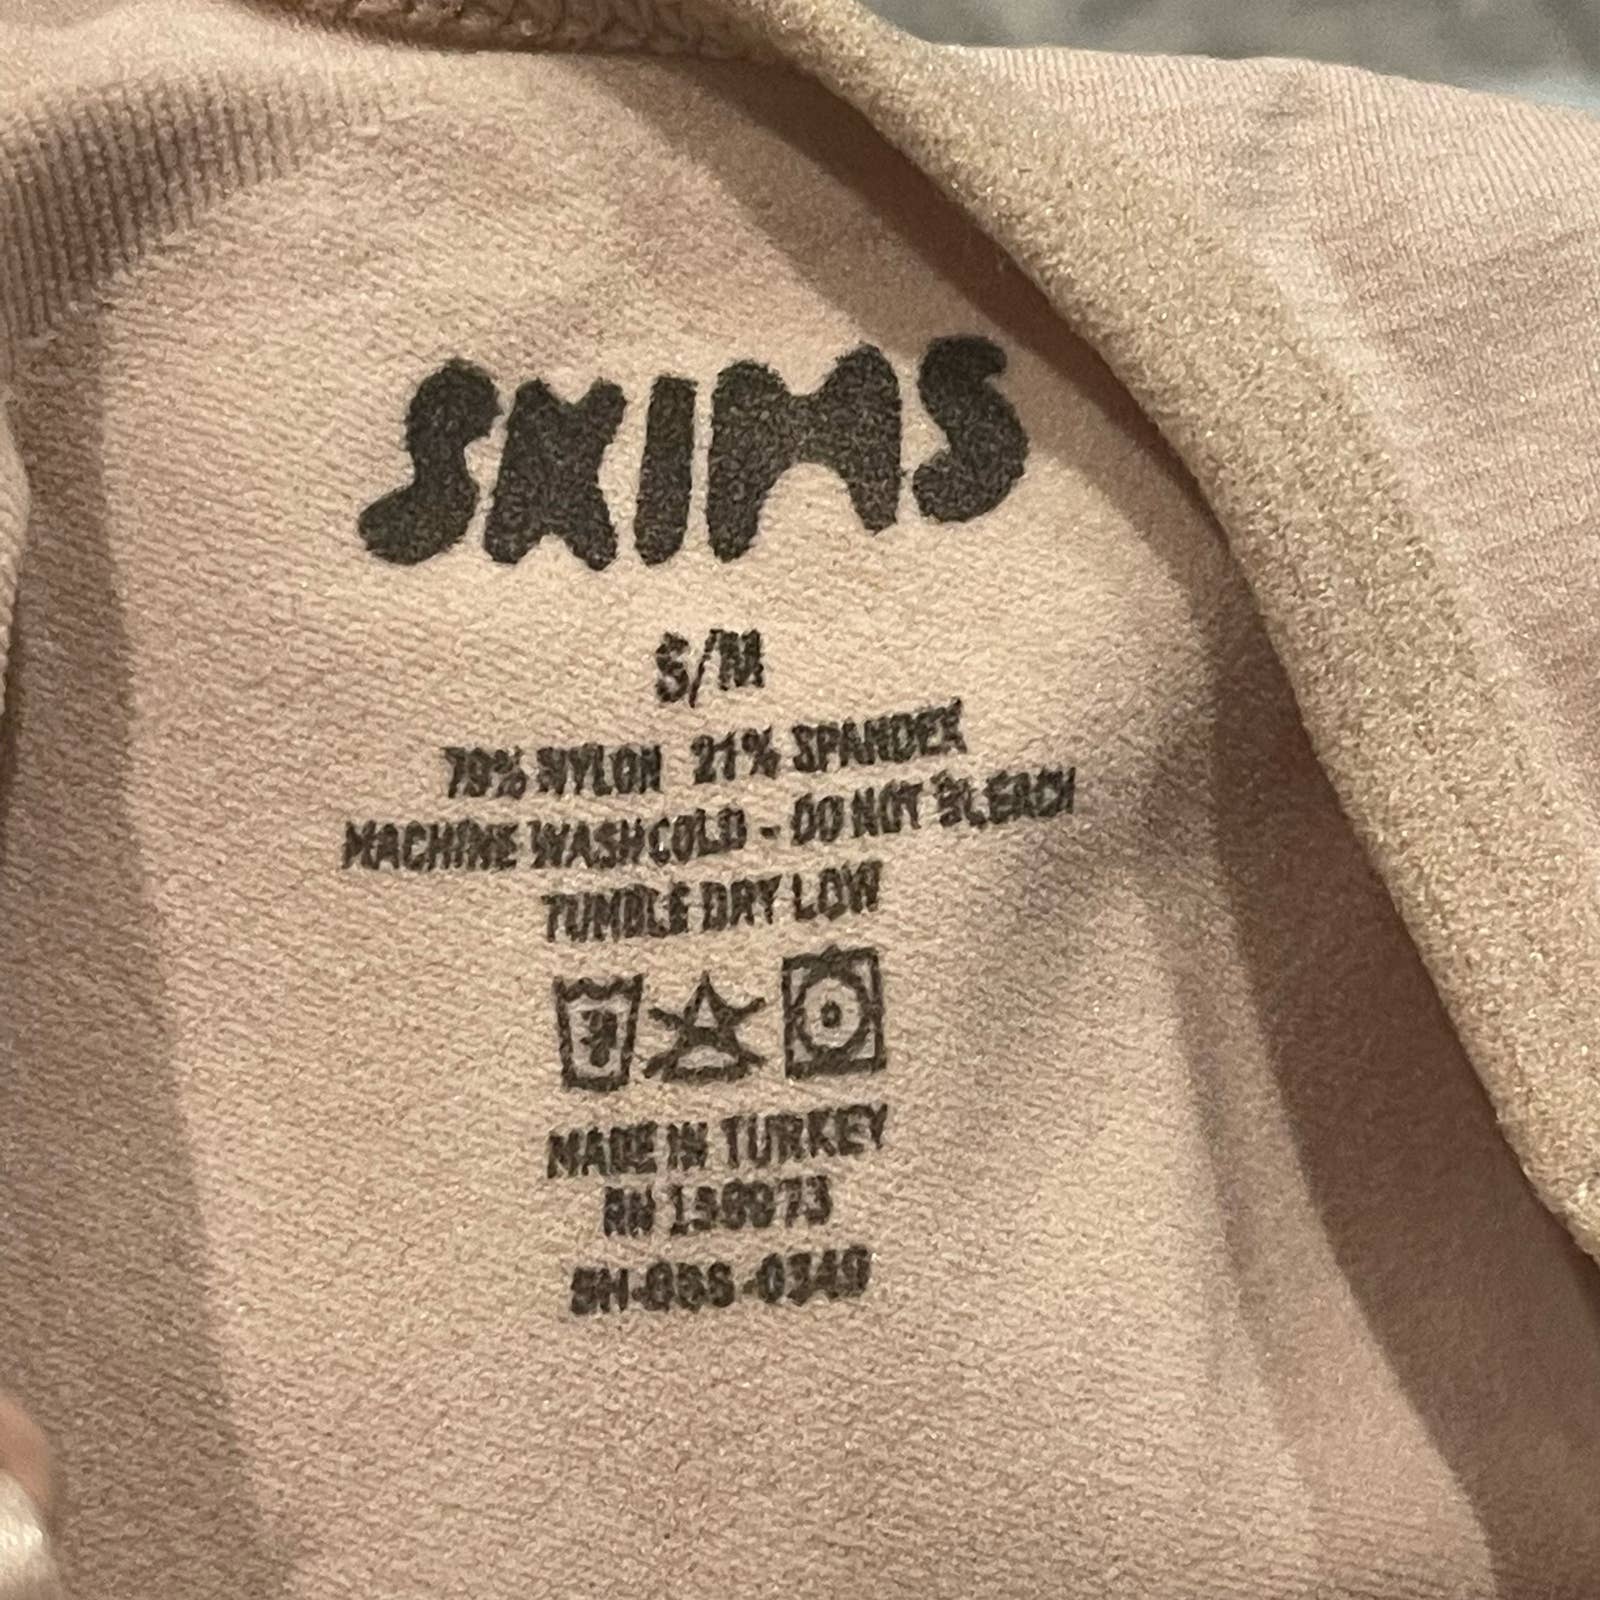 SKIMS
S/M
79% NYLON 21% SPANDEX
MACHINE WASH COLD - DO NOT BLEACH
TUMBLE DRY LOW
MADE IN TURKEY
RN